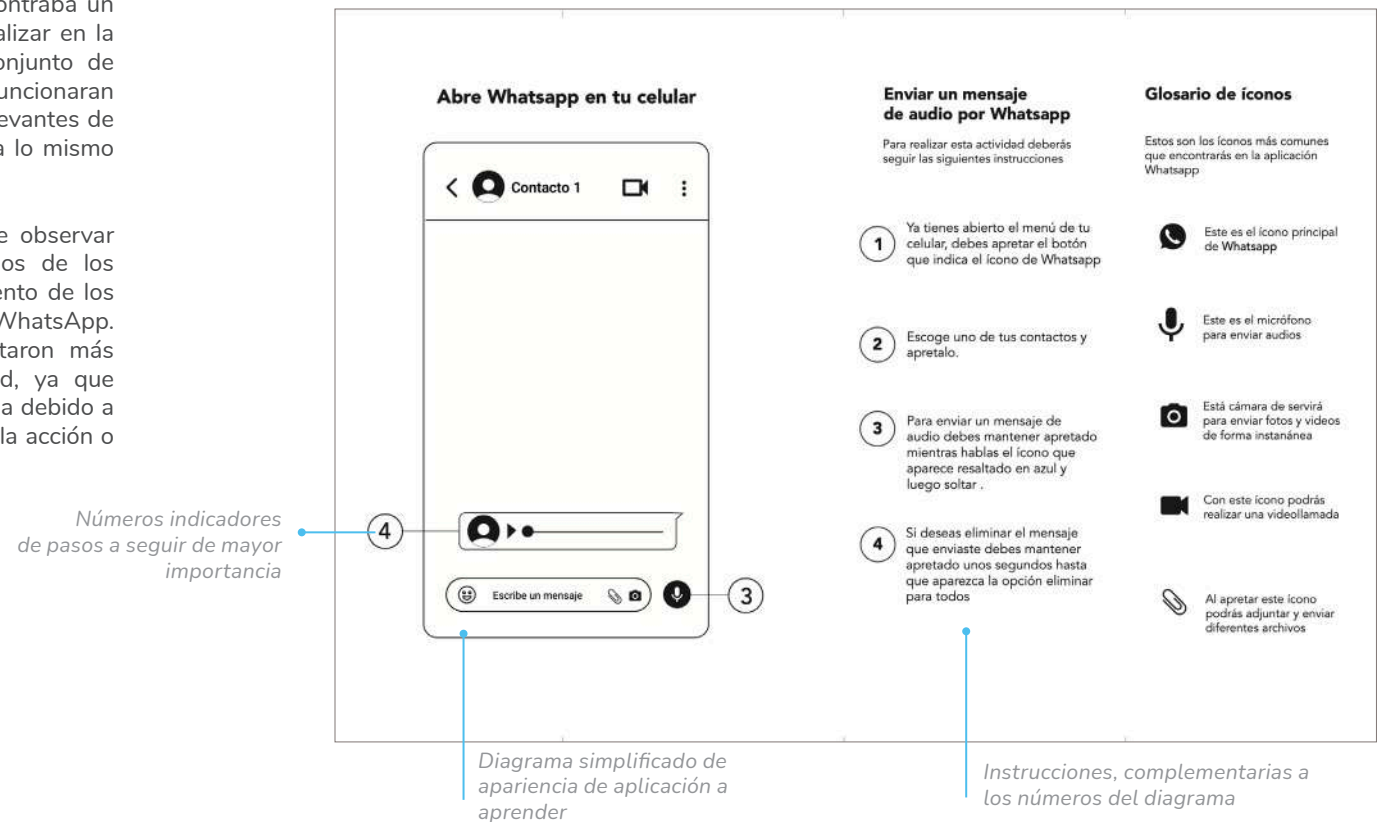 ontraba un
alizar en la
onjunto de
uncionaran
evantes de
a lo mismo
e observar
os de los
ento de los
WhatsApp.
taron más
d, ya que
a debido a
la acción o
Números indicadores
de pasos a seguir de mayor
importancia
Abre Whatsapp en tu celular
Contacto 1
4
Escribe un mensaje
3
Diagrama simplificado de
apariencia de aplicación a
aprender
Enviar un mensaje
de audio por Whatsapp
Para realizar esta actividad deberás
seguir las siguientes instrucciones
1
Ya tienes abierto el menú de tu
celular, debes apretar el botón
que indica el ícono de Whatsapp
2
Escoge uno de tus contactos y
apretalo.
3
Para enviar un mensaje de
audio debes mantener apretado
mientras hablas el ícono que
aparece resaltado en azul y
luego soltar .
4
Si deseas eliminar el mensaje
que enviaste debes mantener
apretado unos segundos hasta
que aparezca la opción eliminar
para todos
Instrucciones, complementarias a
los números del diagrama
Glosario de íconos
Estos son los íconos más comunes
que encontrarás en la aplicación
Whatsapp
Este es el ícono principal
de Whatsapp
Este es el micrófono
para enviar audios
Está cámara de servirá
para enviar fotos y videos
de forma instanánea
Con este ícono podrás
realizar una videollamada
Al apretar este ícono
podrás adjuntar y enviar
diferentes archivos